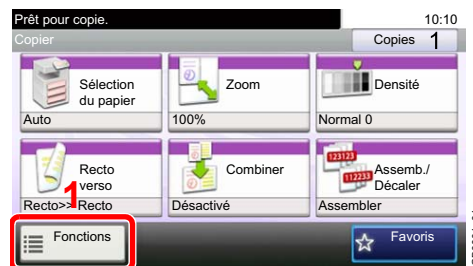 Prêt pour copie. 10:10
Copier Copies 1
Sélection du papier Zoom Densité
Auto 100% Normal 0
123123
112233
Recto verso Combiner Assemb./ Décaler
1
Recto>>Recto Désactivé Assembler
Fonctions Favoris